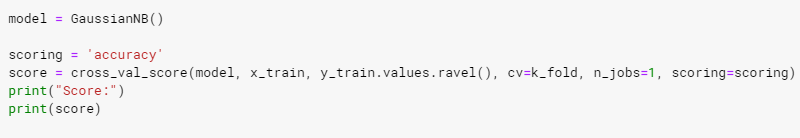 model = GaussianNB()
scoring = 'accuracy'
score = cross_val_score(model, x_train, y_train.values.ravel(), cv=k_fold, n_jobs=1, scoring=scoring)
print("Score:")
print(score)